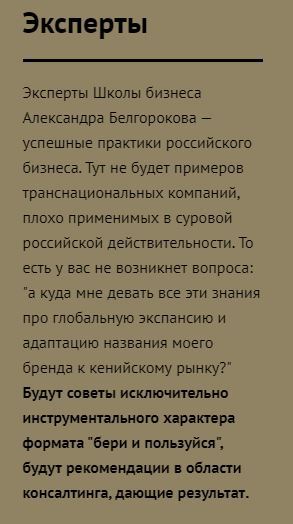 Эксперты
Эксперты Школы бизнеса
Александра Белгорокова —
успешные практики российского
бизнеса. Тут не будет примеров
транснациональных компаний,
плохо применимых в суровой
российской действительности. То
есть у вас не возникнет вопроса:
"а куда мне девать все эти знания
про глобальную экспансию и
адаптацию названия моего
бренда к кенийскому рынку?"
Будут советы исключительно
инструментального характера
формата "бери и пользуйся",
будут рекомендации в области
консалтинга, дающие результат.